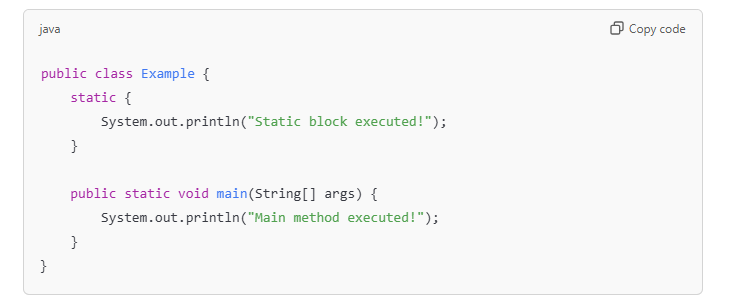 java
Copy code
public class Example {
    static {
        System.out.println("Static block executed!");
    }
    public static void main(String[] args) {
        System.out.println("Main method executed!");
    }
}